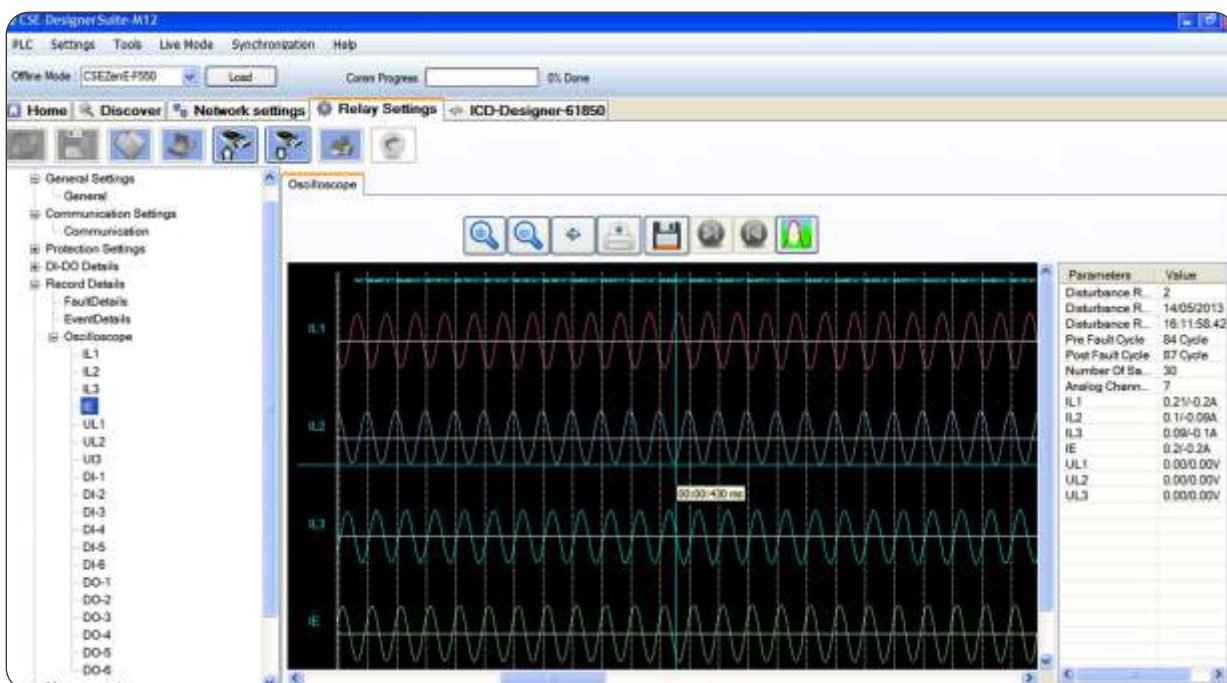 CSE-DesignerSuite-M12
PLC Settings Tools Live Mode Synchronization Help
Offline Mode : CSEZenE-F550 Load Comm Progress 0% Done
Home Discover Network settings Relay Settings ICD-Designer-61850
General Settings
General
Communication Settings
Communication
Protection Settings
DI-DO Details
Record Details
FaultDetails
EventDetails
Oscilloscope
IL1
IL2
IL3
IE
UL1
UL2
Ul3
DI-1
DI-2
DI-3
DI-4
DI-5
DI-6
DO-1
DO-2
DO-3
DO-4
DO-5
DO-6
Oscilloscope
IL1
IL2
00:00:430 ms
IL3
IE
Parameters Value
Disturbance R... 2
Disturbance R... 14/05/2013
Disturbance R... 16:11:58.42
Pre Fault Cycle 84 Cycle
Post Fault Cycle 87 Cycle
Number Of Sa... 30
Analog Chann... 7
IL1 0.21/-0.2A
IL2 0.1/-0.09A
IL3 0.09/-0.1A
IE 0.2/-0.2A
UL1 0.00/0.00V
UL2 0.00/0.00V
UL3 0.00/0.00V